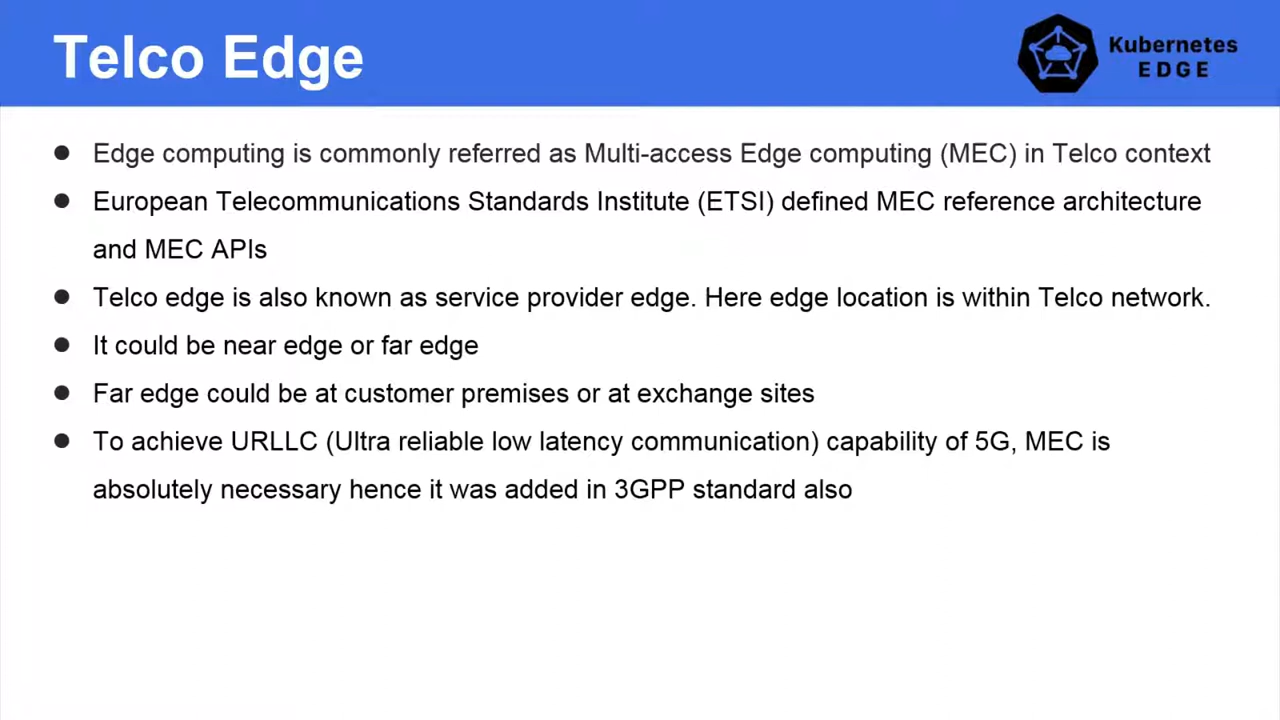 Telco Edge
Kubernetes
EDGE
● Edge computing is commonly referred as Multi-access Edge computing (MEC) in Telco context
● European Telecommunications Standards Institute (ETSI) defined MEC reference architecture
and MEC APIs
● Telco edge is also known as service provider edge. Here edge location is within Telco network.
● It could be near edge or far edge
● Far edge could be at customer premises or at exchange sites
● To achieve URLLC (Ultra reliable low latency communication) capability of 5G, MEC is
absolutely necessary hence it was added in 3GPP standard also